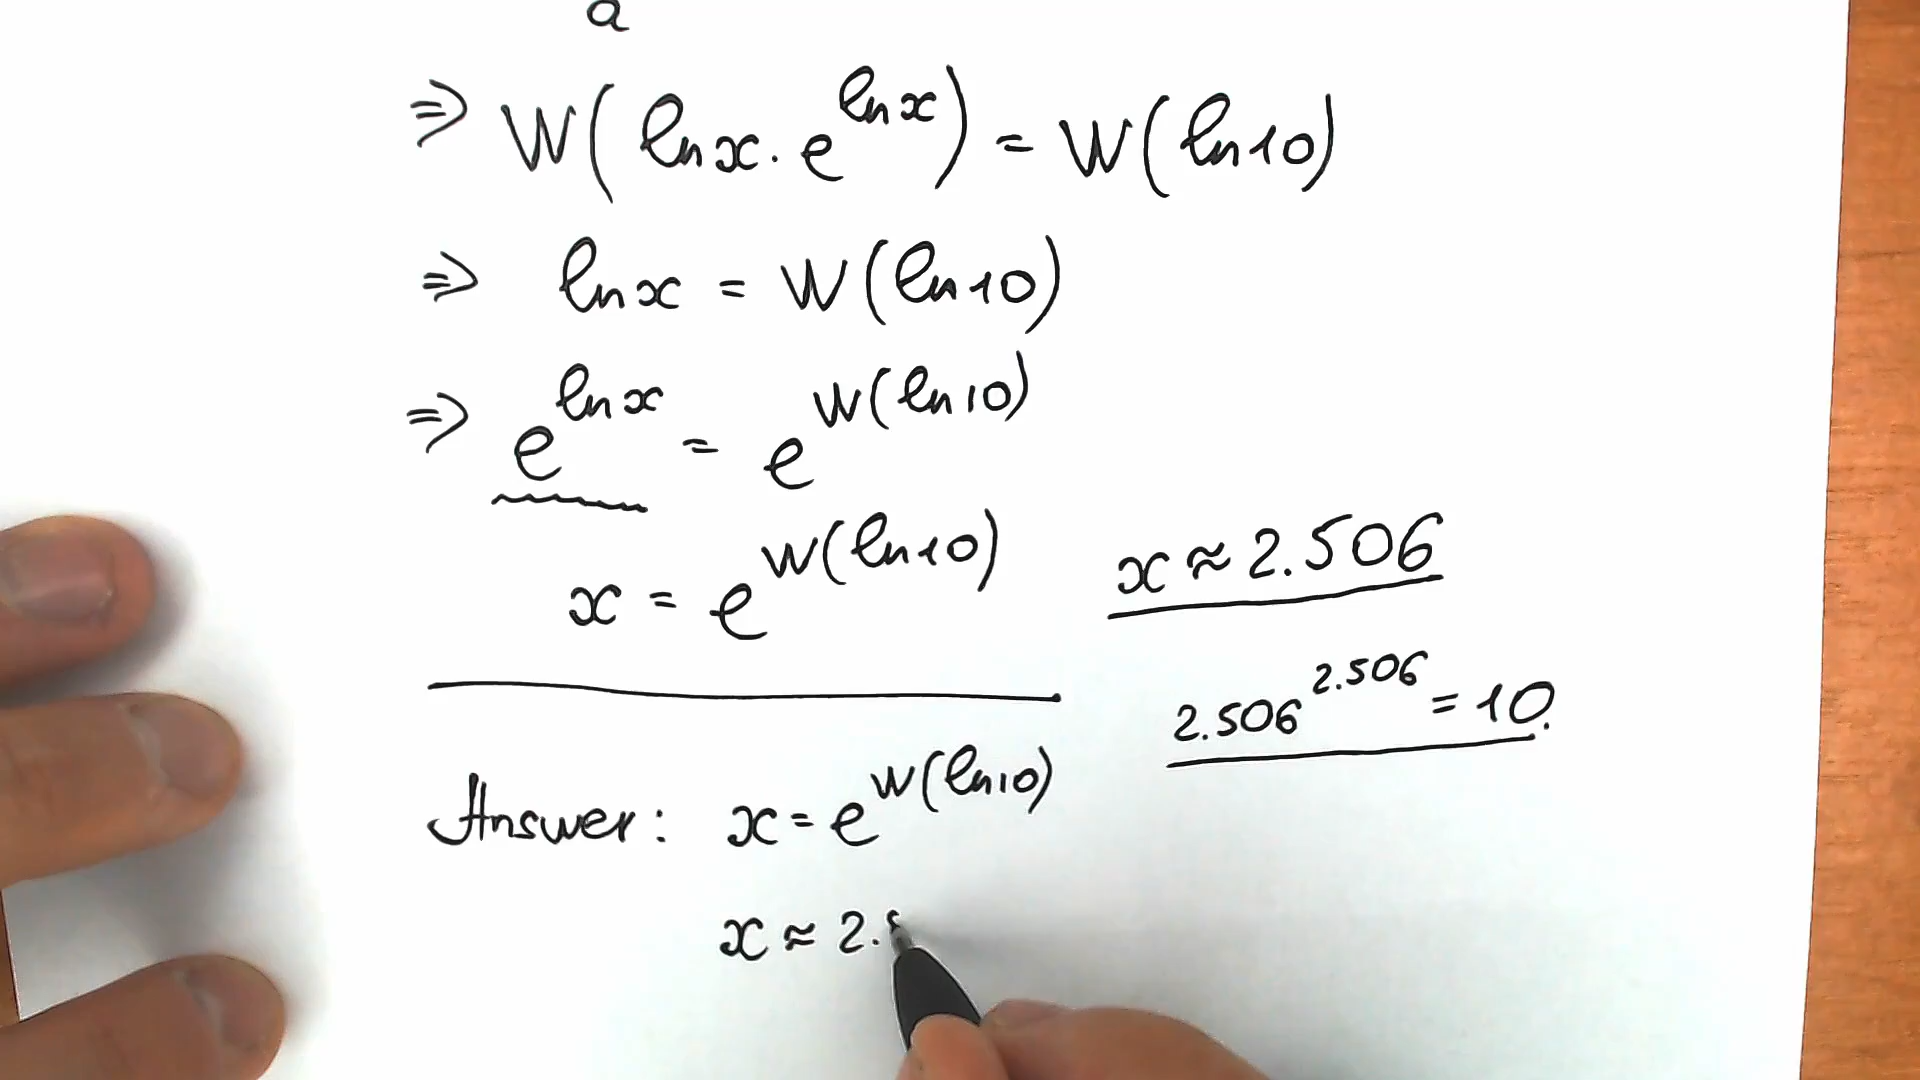 a
⇒ W(ln x · e^(ln x)) = W(ln 10)
⇒ ln x = W(ln 10)
⇒ e^(ln x) = e^(W(ln 10))
x = e^(W(ln 10))
x ≈ 2.506
2.506^2.506 = 10.
Answer: x = e^(W(ln 10))
x ≈ 2.